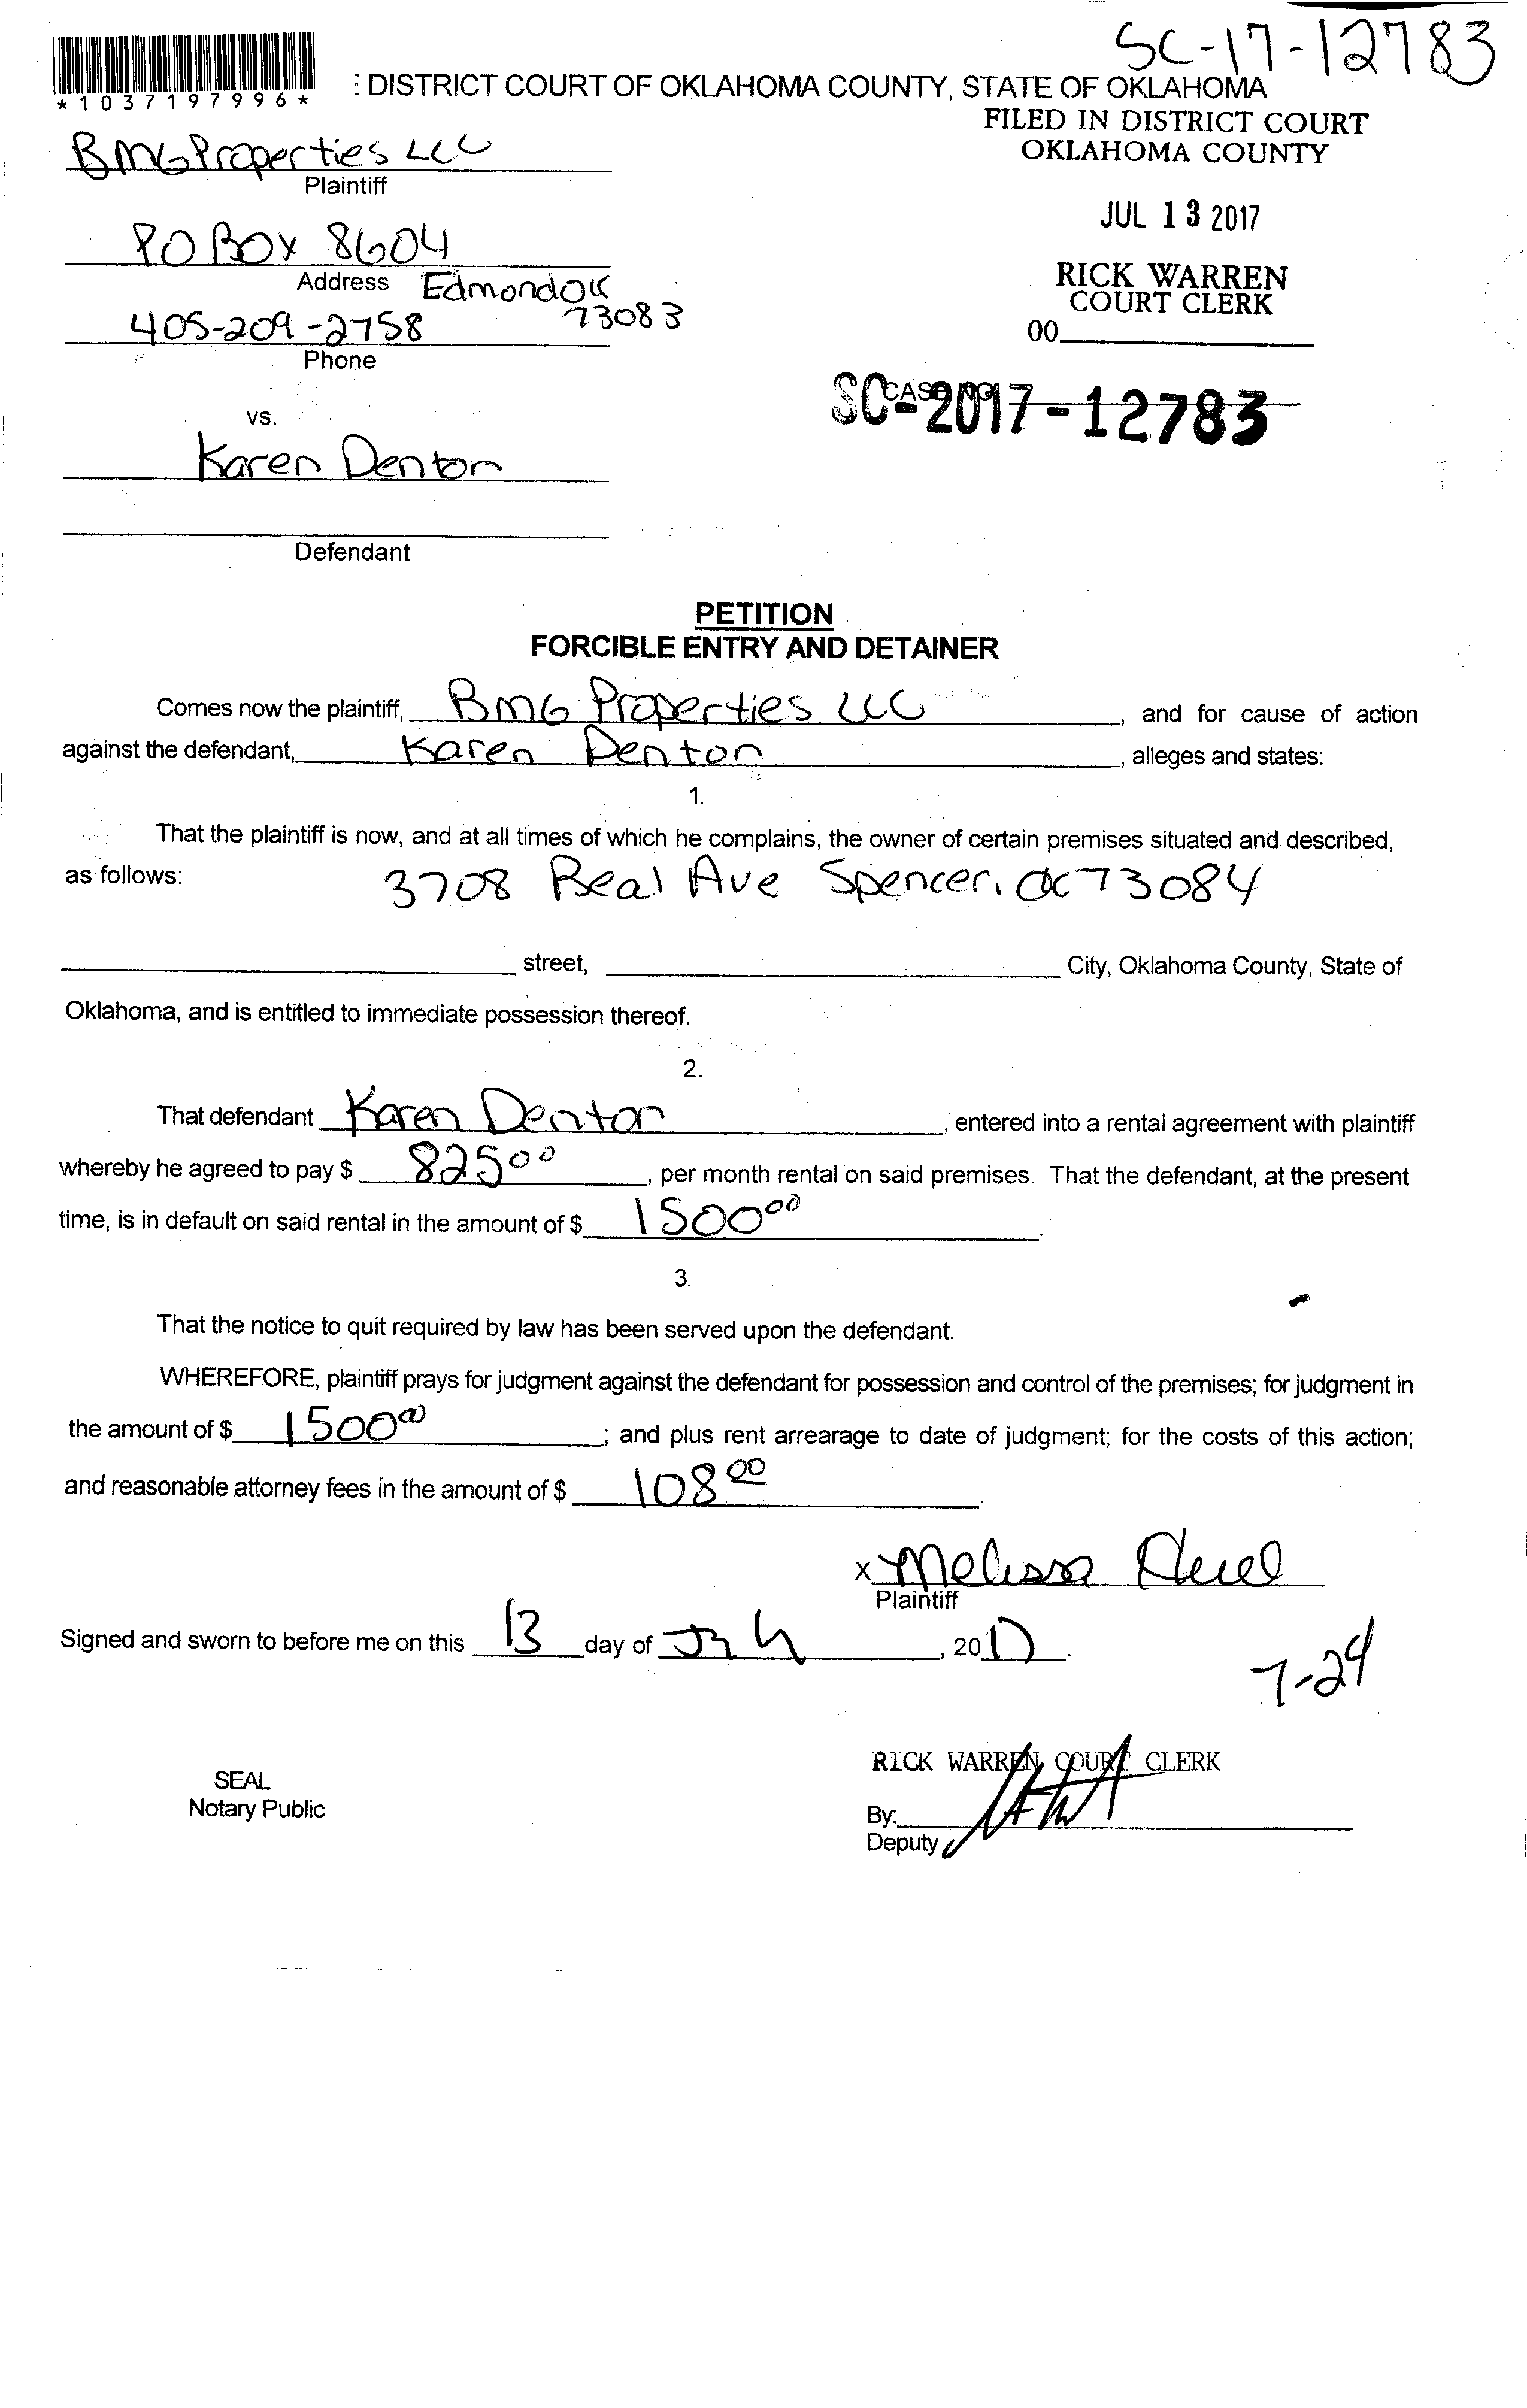 SC-17-12783
*1037197996*
: DISTRICT COURT OF OKLAHOMA COUNTY, STATE OF OKLAHOMA
FILED IN DISTRICT COURT
OKLAHOMA COUNTY
BMG Properties LLC
Plaintiff
JUL 13 2017
PO BOX 8604
Address Edmond OK
73083
RICK WARREN
COURT CLERK
405-209-2758
00
Phone
CASE NO.
SC-2017-12783
vs.
Karen Denton
Defendant
PETITION
FORCIBLE ENTRY AND DETAINER
Comes now the plaintiff, BMG Properties LLC, and for cause of action
against the defendant, Karen Denton, alleges and states:
1.
That the plaintiff is now, and at all times of which he complains, the owner of certain premises situated and described,
as follows: 3708 Beal Ave Spencer, OK 73084
street, City, Oklahoma County, State of
Oklahoma, and is entitled to immediate possession thereof.
2.
That defendant Karen Denton, entered into a rental agreement with plaintiff
whereby he agreed to pay $ 825 00, per month rental on said premises. That the defendant, at the present
time, is in default on said rental in the amount of $ 1500 00.
3.
That the notice to quit required by law has been served upon the defendant.
WHEREFORE, plaintiff prays for judgment against the defendant for possession and control of the premises; for judgment in
the amount of $ 1500 00; and plus rent arrearage to date of judgment; for the costs of this action;
and reasonable attorney fees in the amount of $ 108 00.
x Melissa
Plaintiff
Signed and sworn to before me on this 13 day of July, 2017.
7-24
RICK WARREN, COURT CLERK
SEAL
Notary Public
By:
Deputy